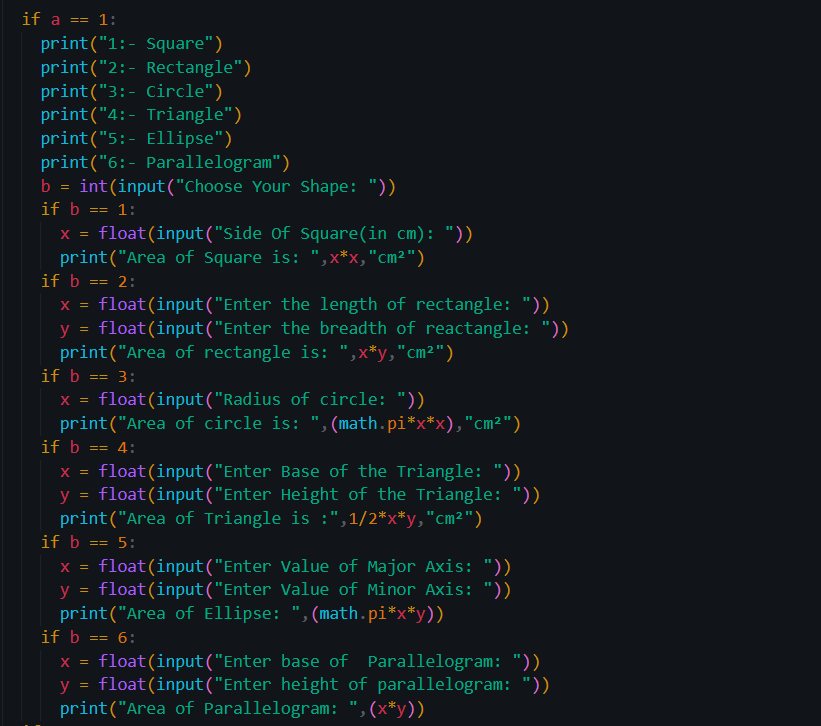 if a == 1:
  print("1:- Square")
  print("2:- Rectangle")
  print("3:- Circle")
  print("4:- Triangle")
  print("5:- Ellipse")
  print("6:- Parallelogram")
  b = int(input("Choose Your Shape: "))
  if b == 1:
    x = float(input("Side Of Square(in cm): "))
    print("Area of Square is: ",x*x,"cm²")
  if b == 2:
    x = float(input("Enter the length of rectangle: "))
    y = float(input("Enter the breadth of reactangle: "))
    print("Area of rectangle is: ",x*y,"cm²")
  if b == 3:
    x = float(input("Radius of circle: "))
    print("Area of circle is: ",(math.pi*x*x),"cm²")
  if b == 4:
    x = float(input("Enter Base of the Triangle: "))
    y = float(input("Enter Height of the Triangle: "))
    print("Area of Triangle is :",1/2*x*y,"cm²")
  if b == 5:
    x = float(input("Enter Value of Major Axis: "))
    y = float(input("Enter Value of Minor Axis: "))
    print("Area of Ellipse: ",(math.pi*x*y))
  if b == 6:
    x = float(input("Enter base of  Parallelogram: "))
    y = float(input("Enter height of parallelogram: "))
    print("Area of Parallelogram: ",(x*y))